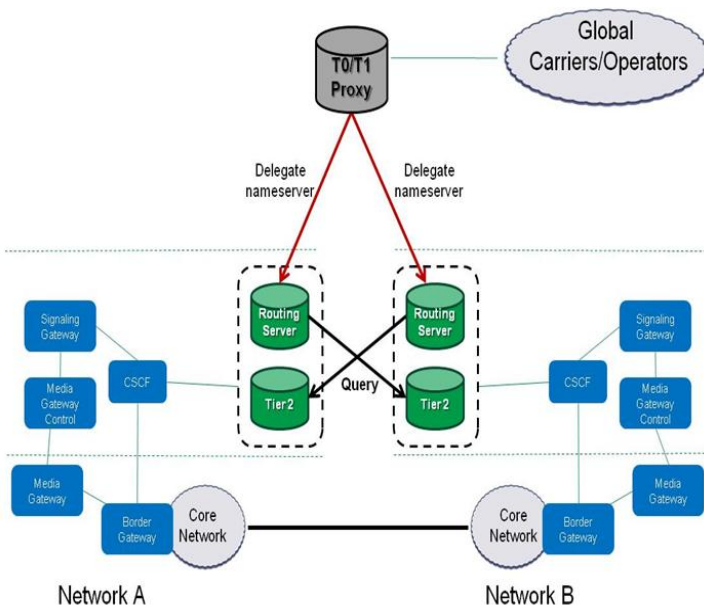 Global
Carriers/Operators
T0/T1
Proxy
Delegate
nameserver
Delegate
nameserver
Routing
Server
Routing
Server
Signaling
Gateway
Signaling
Gateway
CSCF
CSCF
Query
Media
Gateway
Control
Media
Gateway
Control
Tier2
Tier2
Media
Gateway
Media
Gateway
Border
Gateway
Core
Network
Core
Network
Border
Gateway
Network A
Network B